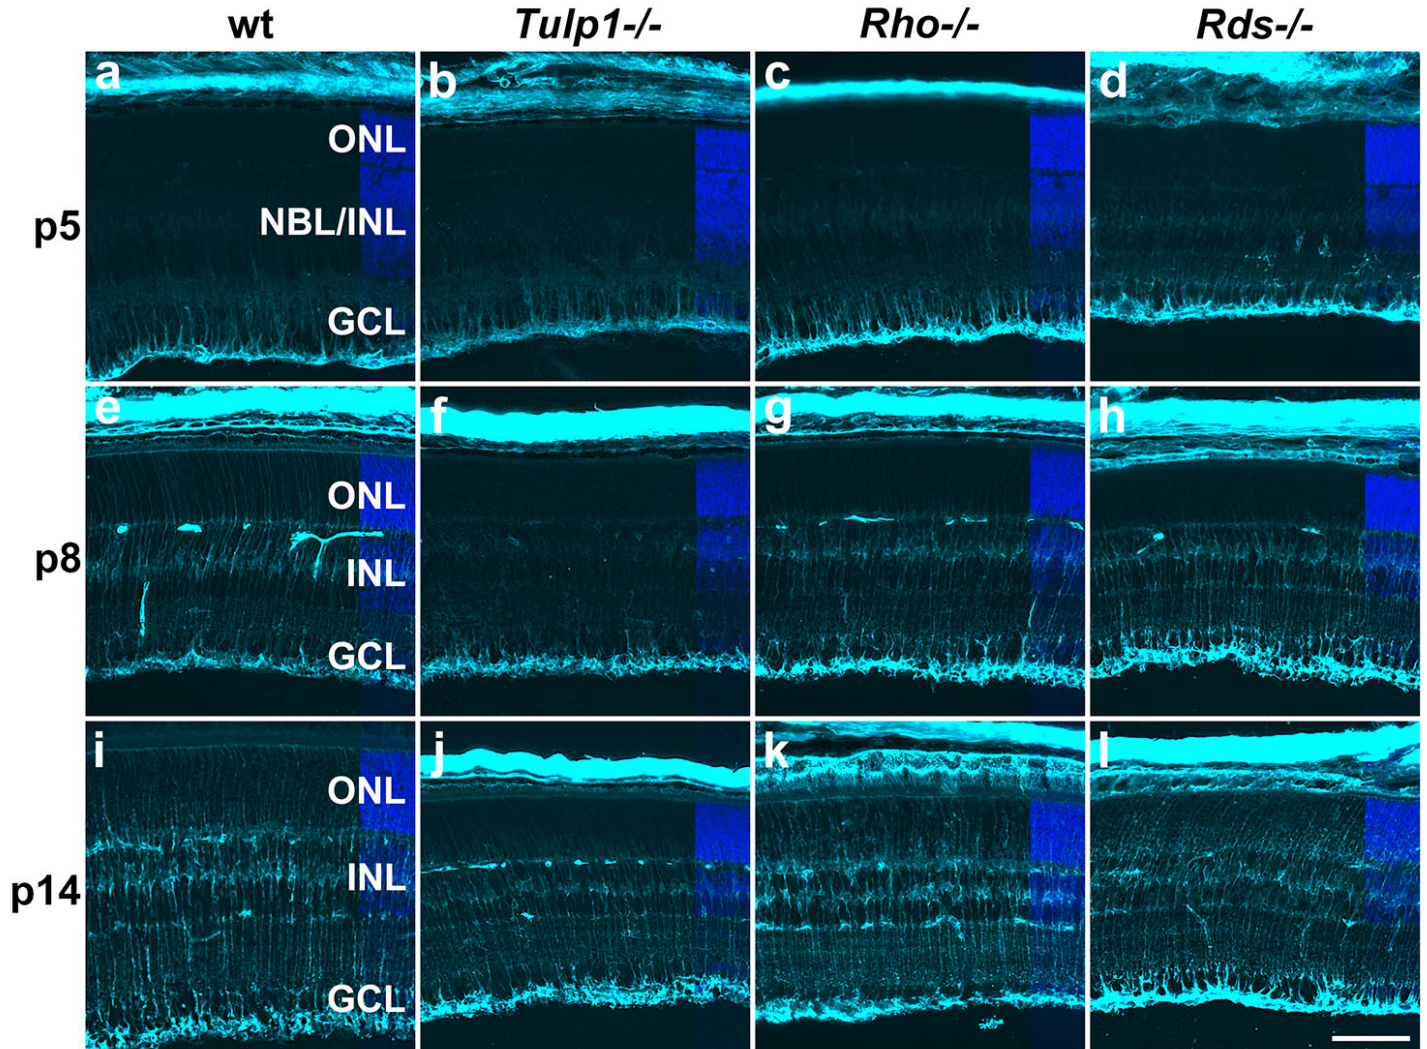 wt Tulp1-/- Rho-/- Rds-/-
a b c d
ONL
p5
NBL/INL
GCL
e f g h
ONL
p8
INL
GCL
i j k l
ONL
p14
INL
GCL